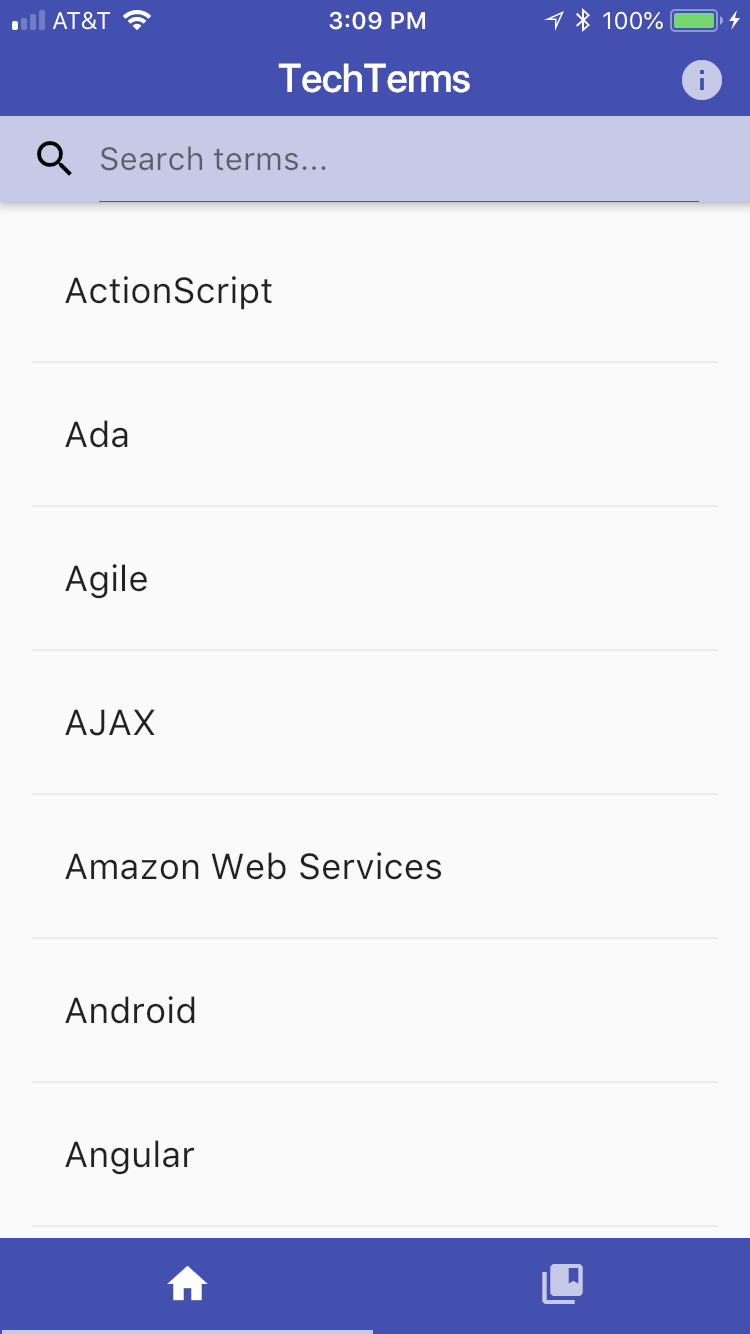 AT&T 3:09 PM 100%
TechTerms
Search terms...
ActionScript
Ada
Agile
AJAX
Amazon Web Services
Android
Angular